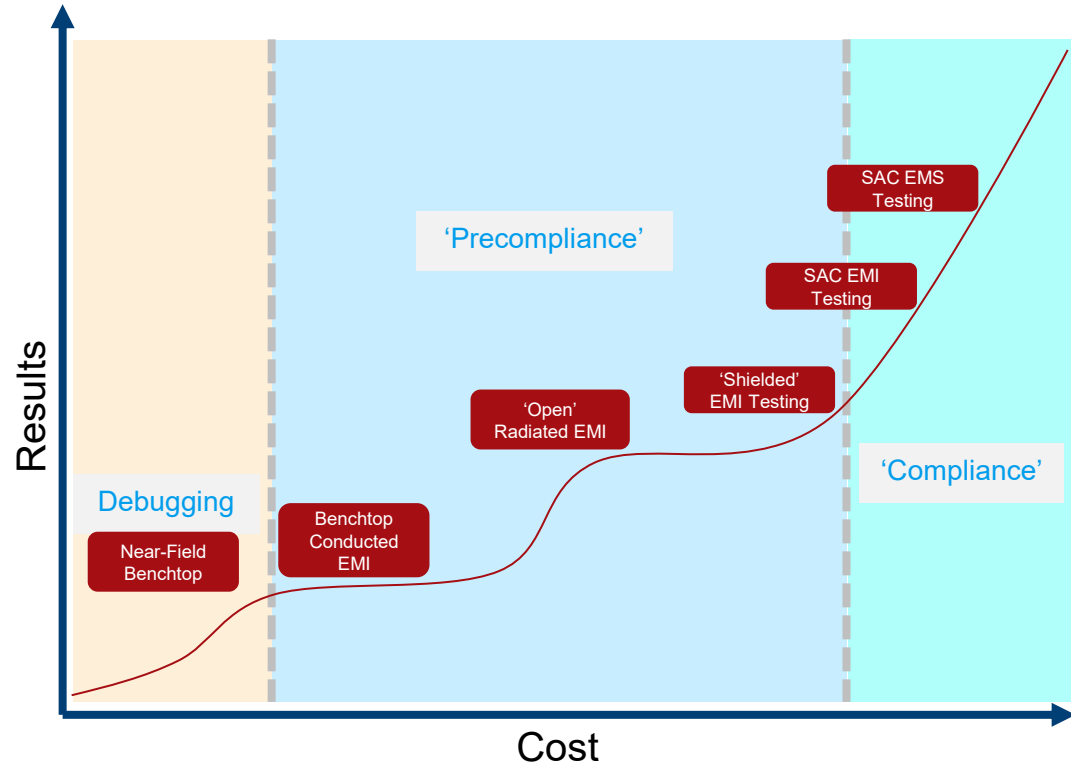 SAC EMS
Testing
‘Precompliance’
SAC EMI
Testing
‘Shielded’
EMI Testing
‘Open’
Radiated EMI
Results
‘Compliance’
Debugging
Benchtop
Conducted
EMI
Near-Field
Benchtop
Cost